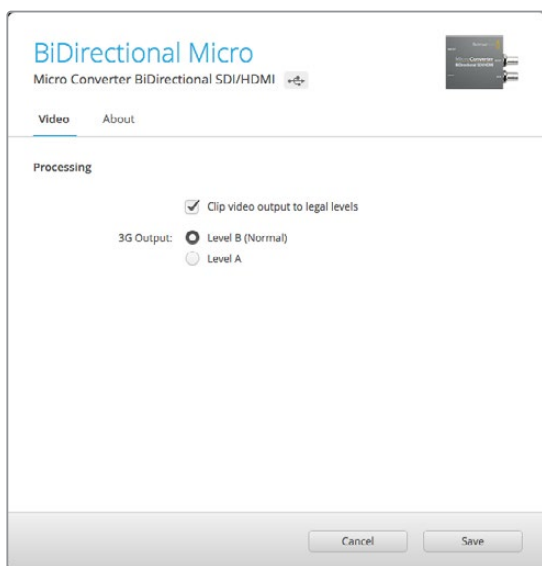 BiDirectional Micro
Micro Converter BiDirectional SDI/HDMI
Video About
Processing
Clip video output to legal levels
3G Output: Level B (Normal)
Level A
Cancel Save